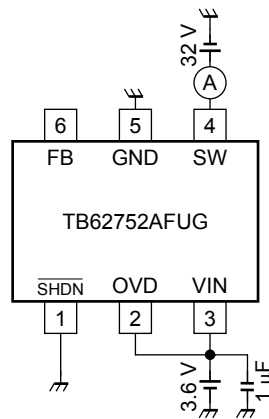 32 V
A
6
5
4
FB
GND
SW
TB62752AFUG
SHDN
OVD
VIN
1
2
3
3.6 V
1 μF